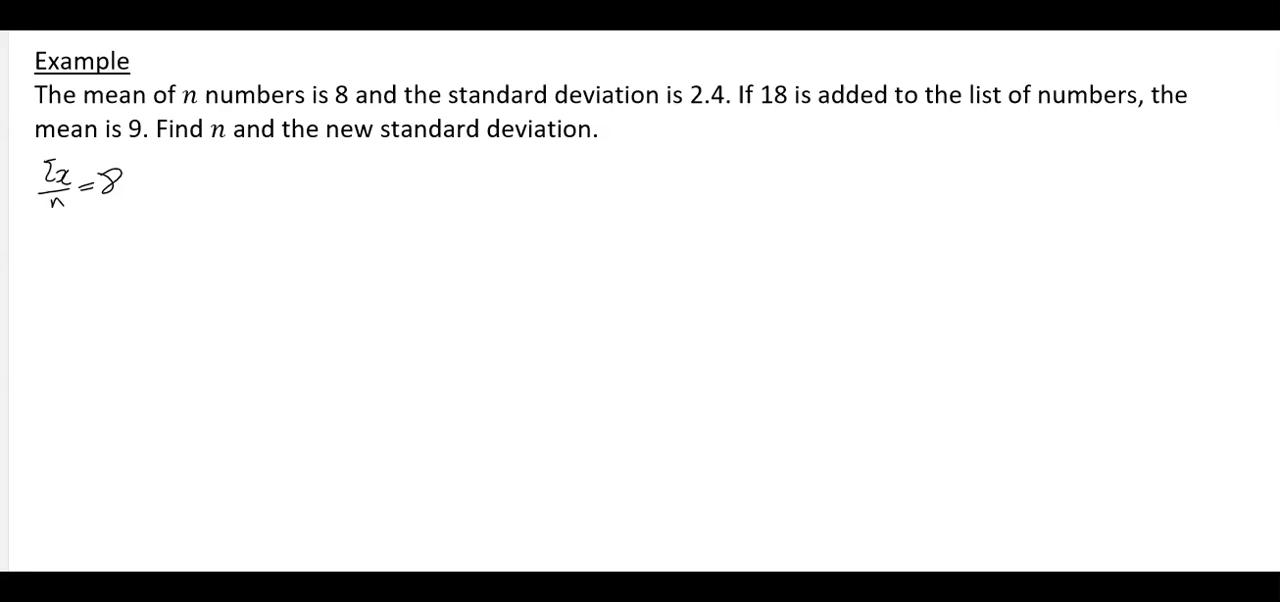 Example
The mean of n numbers is 8 and the standard deviation is 2.4. If 18 is added to the list of numbers, the
mean is 9. Find n and the new standard deviation.
Σx/n = 8